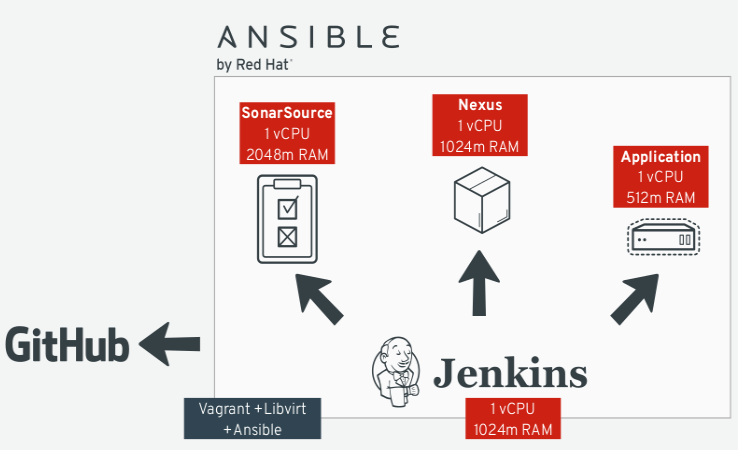 ANSIBLE
by Red Hat®
SonarSource
1 vCPU
2048m RAM
Nexus
1 vCPU
1024m RAM
Application
1 vCPU
512m RAM
GitHub
Jenkins
Vagrant +Libvirt
+Ansible
1 vCPU
1024m RAM